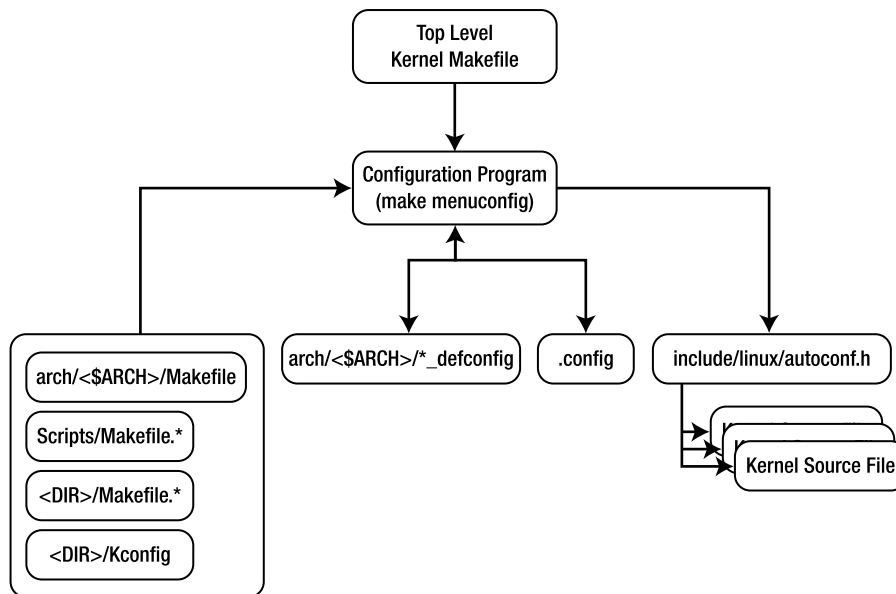 Top Level
Kernel Makefile
Configuration Program
(make menuconfig)
arch/<$ARCH>/Makefile
Scripts/Makefile.*
<DIR>/Makefile.*
<DIR>/Kconfig
arch/<$ARCH>/*_defconfig
.config
include/linux/autoconf.h
Kernel Source File